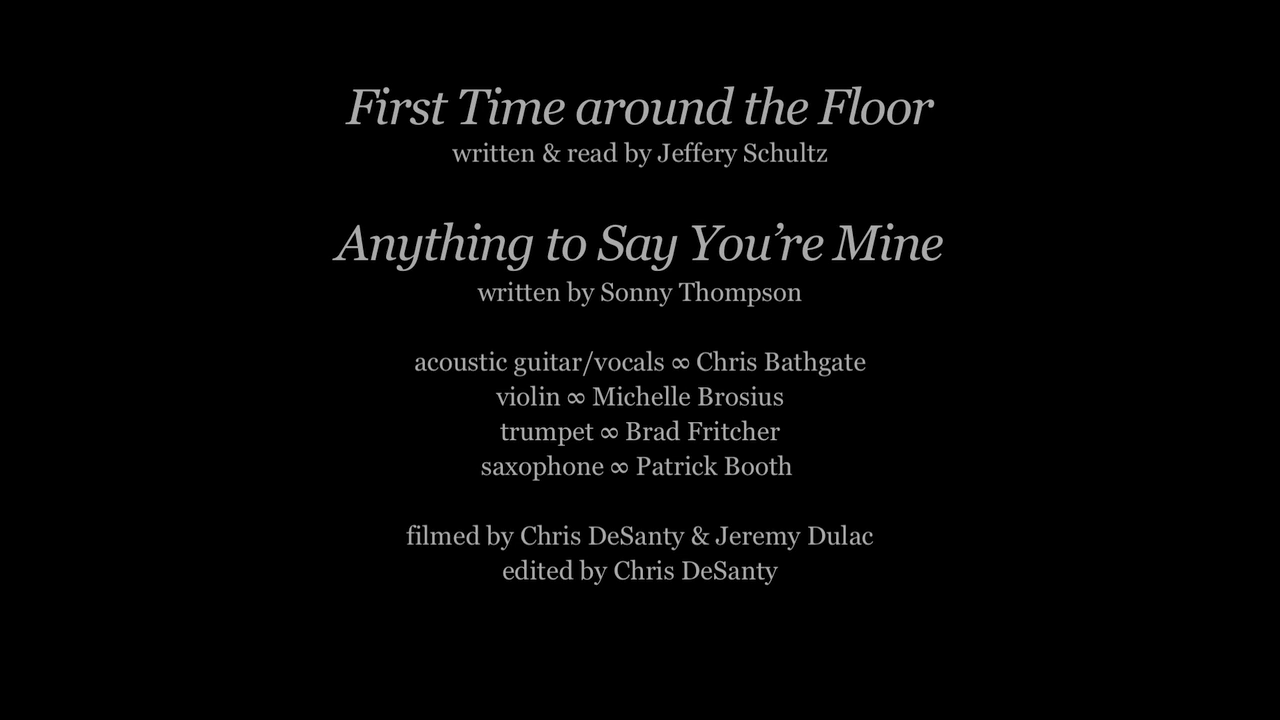 First Time around the Floor
written & read by Jeffery Schultz
Anything to Say You’re Mine
written by Sonny Thompson
acoustic guitar/vocals ∞ Chris Bathgate
violin ∞ Michelle Brosius
trumpet ∞ Brad Fritcher
saxophone ∞ Patrick Booth
filmed by Chris DeSanty & Jeremy Dulac
edited by Chris DeSanty